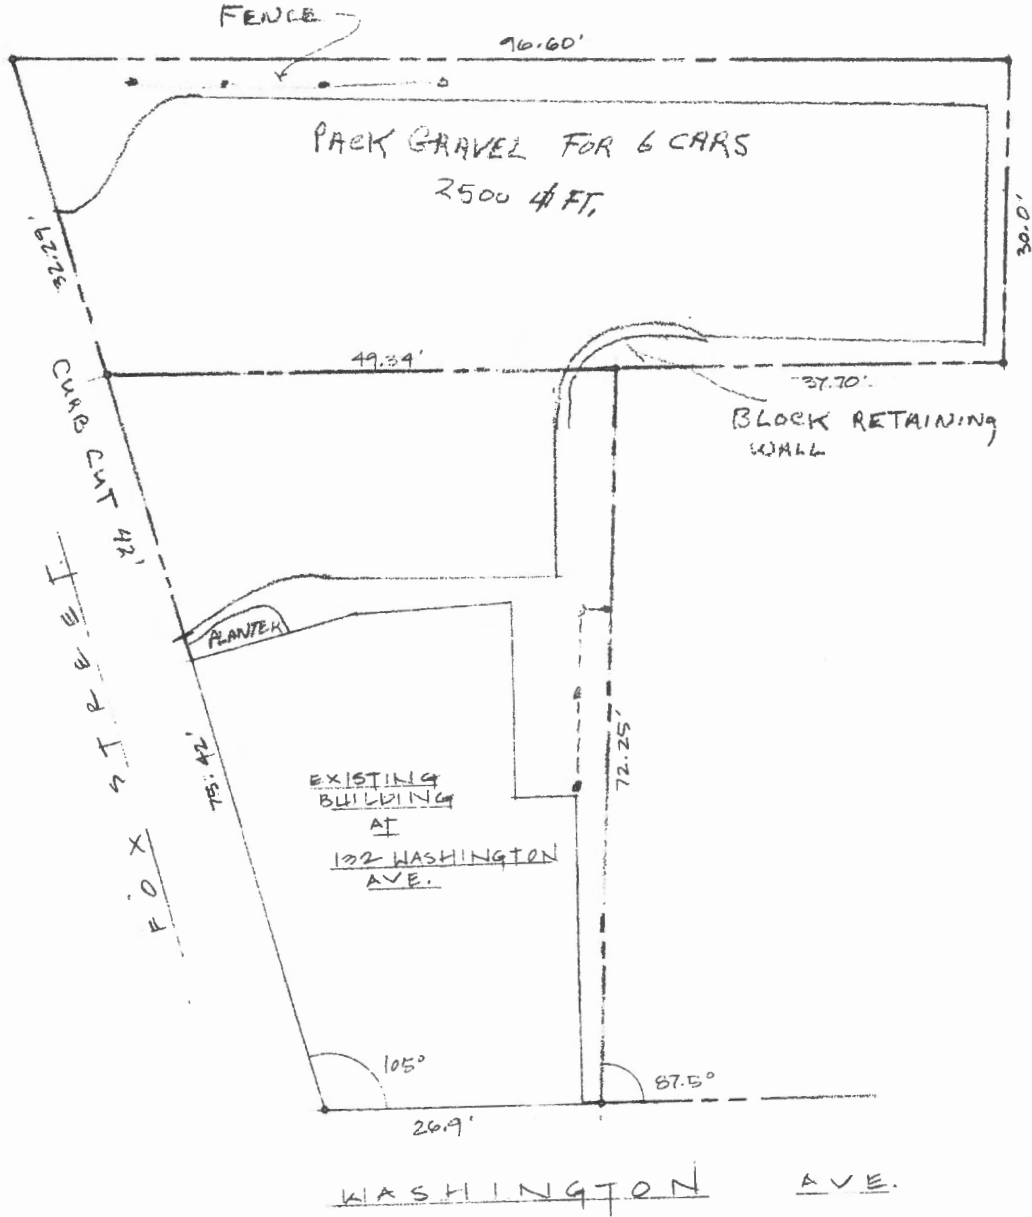 FENCE
96.60'
PACK GRAVEL FOR 6 CARS
2500 ⌗ FT.
30.0'
32.29'
49.34'
37.70'
BLOCK RETAINING
WALL
CURB CUT 42'
PLANTER
FOX STREET.
75.42'
72.25'
EXISTING
BUILDING
AT
132 WASHINGTON
AVE.
105°
87.5°
26.9'
WASHINGTON AVE.